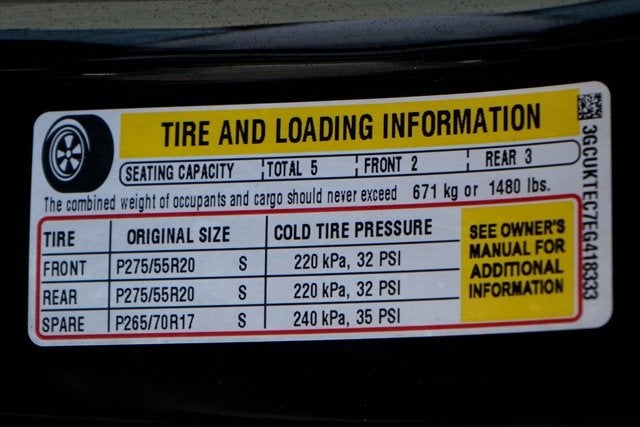 TIRE AND LOADING INFORMATION
SEATING CAPACITY TOTAL 5 FRONT 2 REAR 3
The combined weight of occupants and cargo should never exceed 671 kg or 1480 lbs.
TIRE ORIGINAL SIZE COLD TIRE PRESSURE
FRONT P275/55R20 S 220 kPa, 32 PSI
REAR P275/55R20 S 220 kPa, 32 PSI
SPARE P265/70R17 S 240 kPa, 35 PSI
SEE OWNER'S
MANUAL FOR
ADDITIONAL
INFORMATION
3GCUKTEC7EG418333